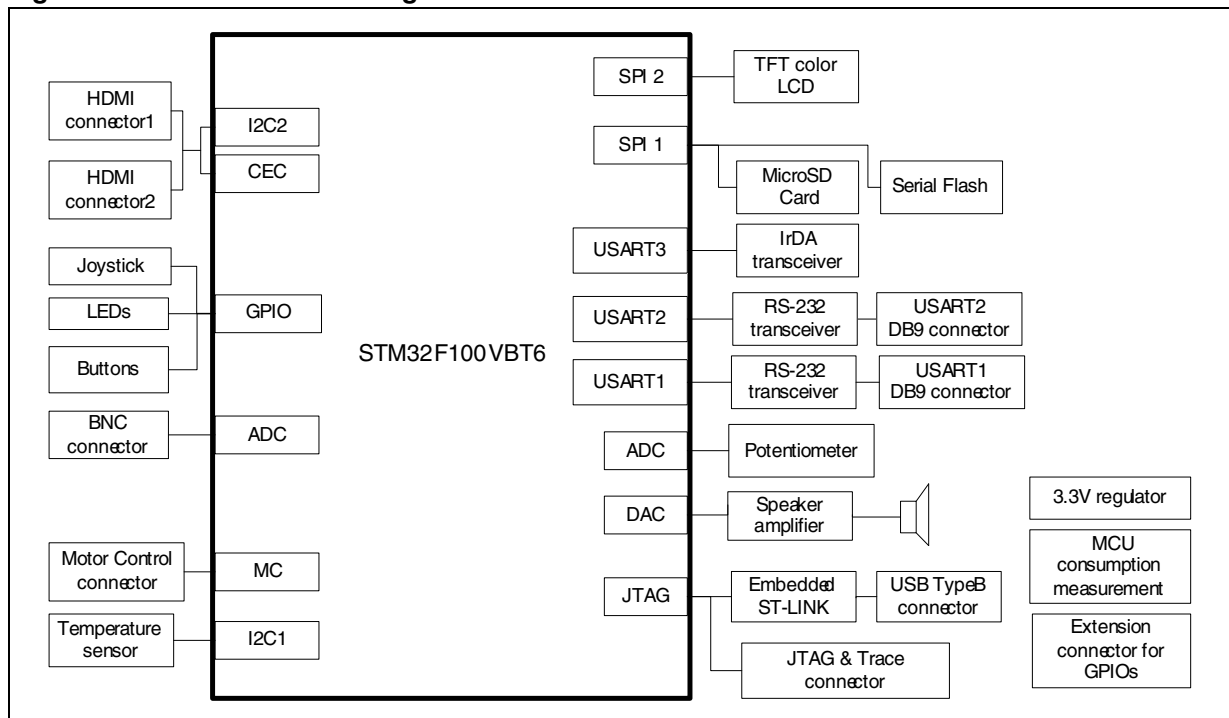 HDMI
connector1
HDMI
connector2
Joystick
LEDs
Buttons
BNC
connector
Motor Control
connector
Temperature
sensor
I2C2
CEC
GPIO
ADC
MC
I2C1
STM32F100VBT6
SPI 2
SPI 1
USART3
USART2
USART1
ADC
DAC
JTAG
TFT color
LCD
MicroSD
Card
Serial Flash
IrDA
transceiver
RS-232
transceiver
USART2
DB9 connector
RS-232
transceiver
USART1
DB9 connector
Potentiometer
Speaker
amplifier
Embedded
ST-LINK
USB TypeB
connector
JTAG & Trace
connector
3.3V regulator
MCU
consumption
measurement
Extension
connector for
GPIOs